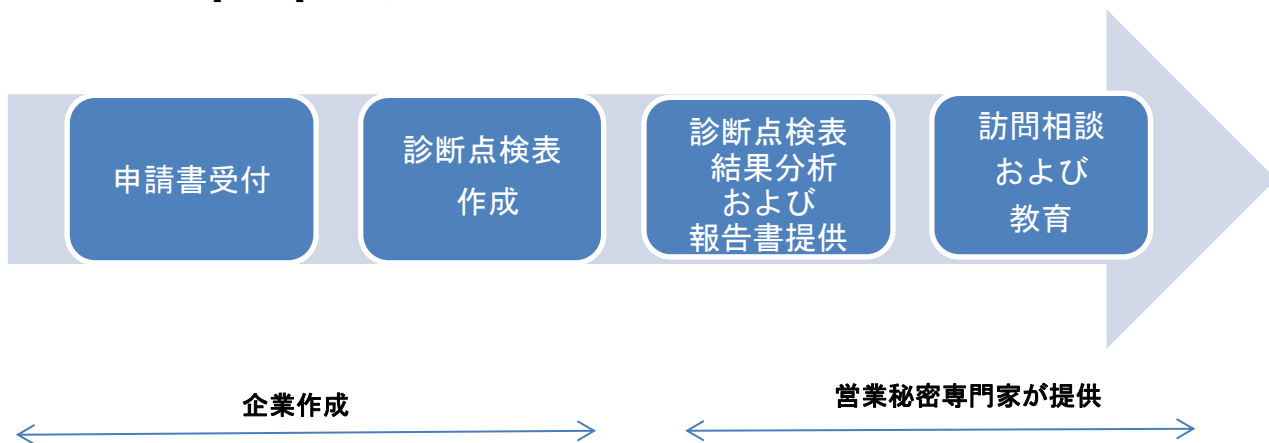 申請書受付
診断点検表
作成
診断点検表
結果分析
および
報告書提供
訪問相談
および
教育
企業作成
営業秘密専門家が提供